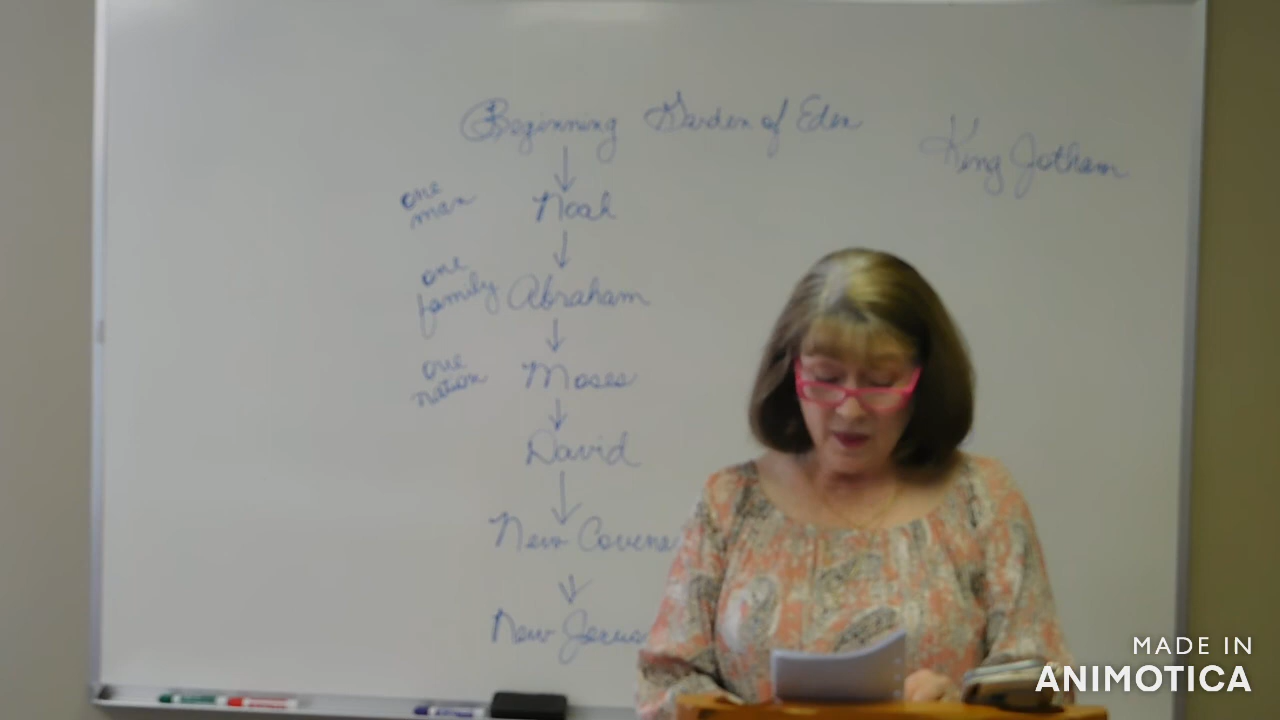 Beginning Garden of Eden
King Jotham
one
man
Noah
one
family
Abraham
one
nation
Moses
David
New Covene
New Jerus
MADE IN
ANIMOTICA